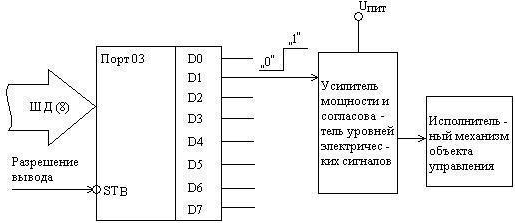 Uпит
Порт 03
D0
„0"
„1"
D1
D2
D3
D4
D5
D6
D7
ШД (8)
Разрешение
вывода
STB
Усилитель
мощности и
согласова -
тель уровней
электричес -
ких сигналов
Исполнитель -
ный механизм
объекта
управления